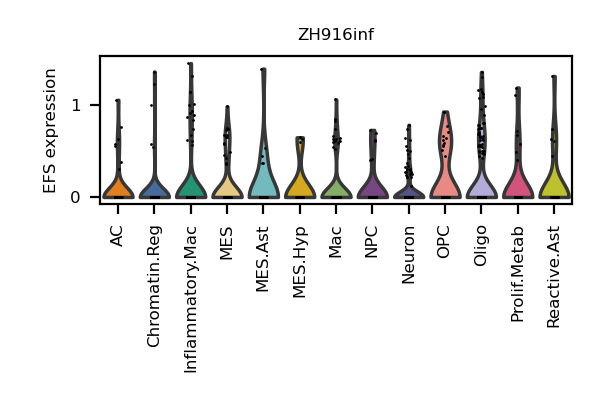 ZH916inf
EFS expression
1
0
AC
Chromatin.Reg
Inflammatory.Mac
MES
MES.Ast
MES.Hyp
Mac
NPC
Neuron
OPC
Oligo
Prolif.Metab
Reactive.Ast